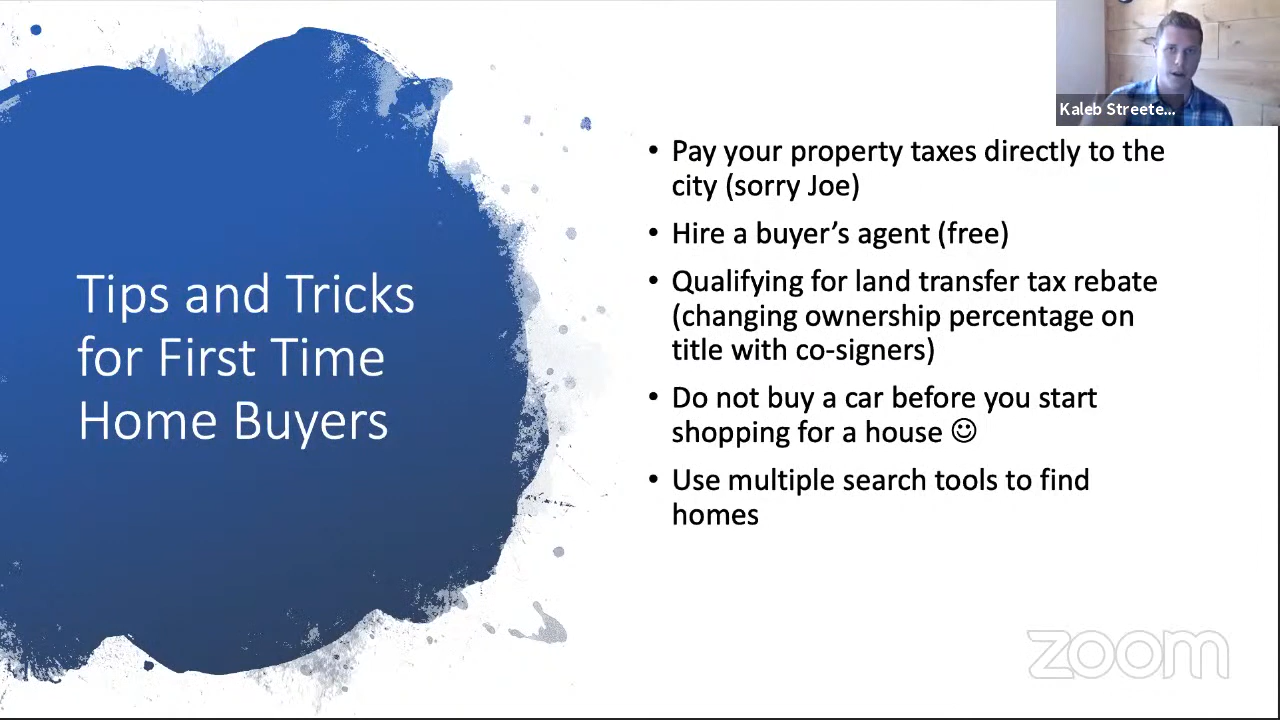 Kaleb Streete...
Tips and Tricks
for First Time
Home Buyers
• Pay your property taxes directly to the
city (sorry Joe)
• Hire a buyer’s agent (free)
• Qualifying for land transfer tax rebate
(changing ownership percentage on
title with co-signers)
• Do not buy a car before you start
shopping for a house ☺
• Use multiple search tools to find
homes
zoom